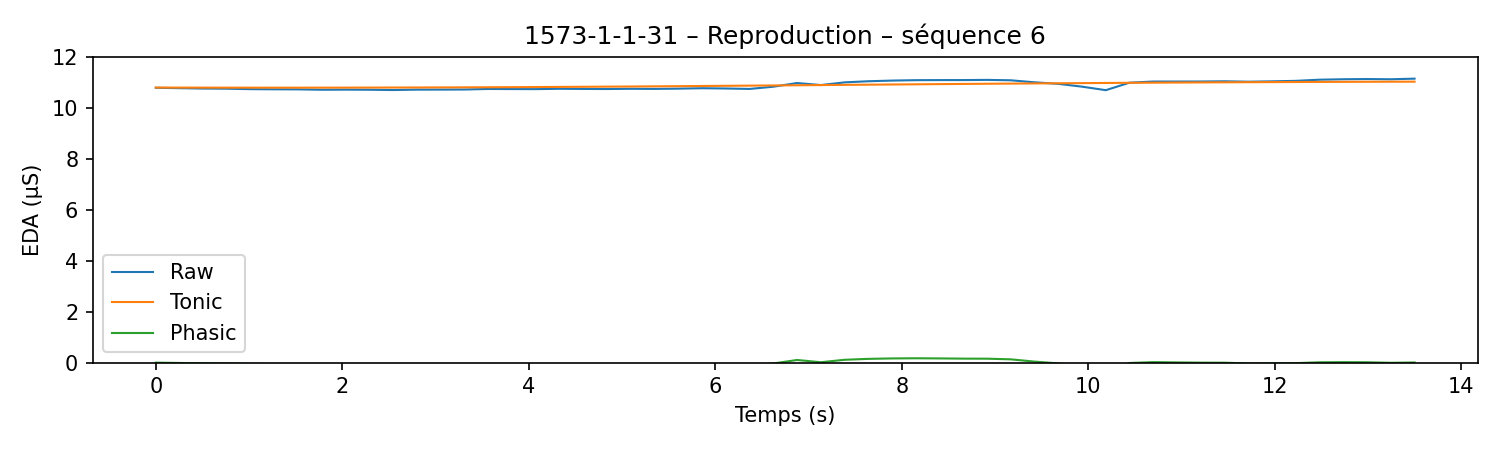 1573-1-1-31 – Reproduction – séquence 6
12
10
8
6
4
2
0
EDA (µS)
Raw
Tonic
Phasic
0 2 4 6 8 10 12 14
Temps (s)